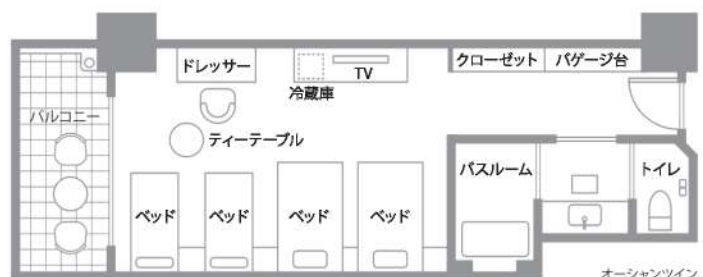 ドレッサー
TV
冷蔵庫
クローゼット
バゲージ台
バルコニー
ティーテーブル
バスルーム
トイレ
ベッド
ベッド
ベッド
ベッド
オーシャンツイン